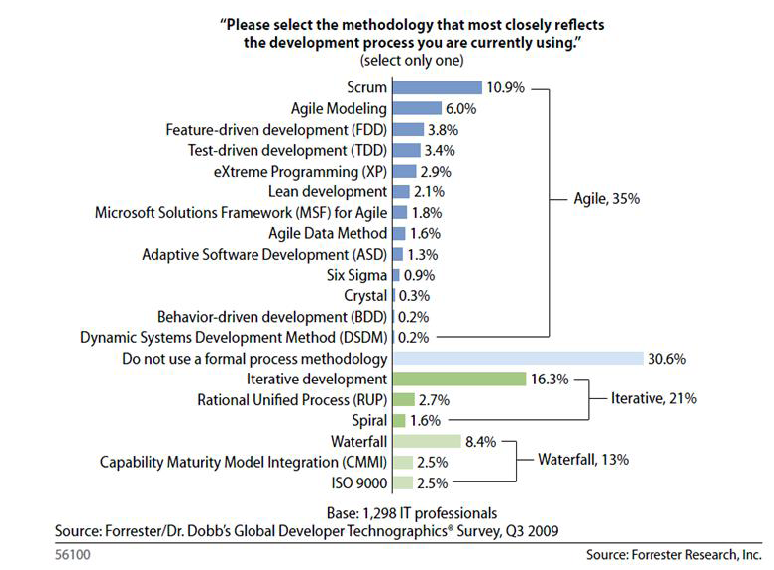 “Please select the methodology that most closely reflects
the development process you are currently using.”
(select only one)
Scrum 10.9%
Agile Modeling 6.0%
Feature-driven development (FDD) 3.8%
Test-driven development (TDD) 3.4%
eXtreme Programming (XP) 2.9%
Lean development 2.1%
Agile, 35%
Microsoft Solutions Framework (MSF) for Agile 1.8%
Agile Data Method 1.6%
Adaptive Software Development (ASD) 1.3%
Six Sigma 0.9%
Crystal 0.3%
Behavior-driven development (BDD) 0.2%
Dynamic Systems Development Method (DSDM) 0.2%
Do not use a formal process methodology 30.6%
Iterative development 16.3%
Rational Unified Process (RUP) 2.7%
Iterative, 21%
Spiral 1.6%
Waterfall 8.4%
Capability Maturity Model Integration (CMMI) 2.5%
Waterfall, 13%
ISO 9000 2.5%
Base: 1,298 IT professionals
Source: Forrester/Dr. Dobb’s Global Developer Technographics® Survey, Q3 2009
56100
Source: Forrester Research, Inc.